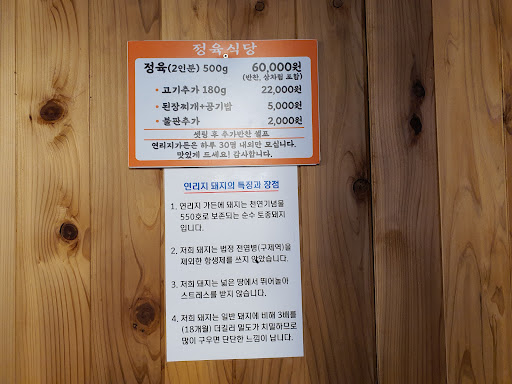 정육식당
정육(2인분) 500g 60,000원
(반찬, 상차림 포함)
• 고기추가 180g 22,000원
• 된장찌개+공기밥 5,000원
• 불판추가 2,000원
셋팅 후 추가반찬 셀프
연리지가든은 하루 30명 내외만 모십니다.
맛있게 드세요! 감사합니다.
연리지 돼지의 특징과 장점
1. 연리지 가든에 돼지는 천연기념물
550호로 보존되는 순수 토종돼지
입니다.
2. 저희 돼지는 법정 전염병(구제역)을
제외한 항생제를 쓰지 않았습니다.
3. 저희 돼지는 넓은 땅에서 뛰어놀아
스트레스를 받지 않습니다.
4. 저희 돼지는 일반 돼지에 비해 3배를
(18개월) 더길러 밀도가 치밀하므로
많이 구우면 단단한 느낌이 납니다.